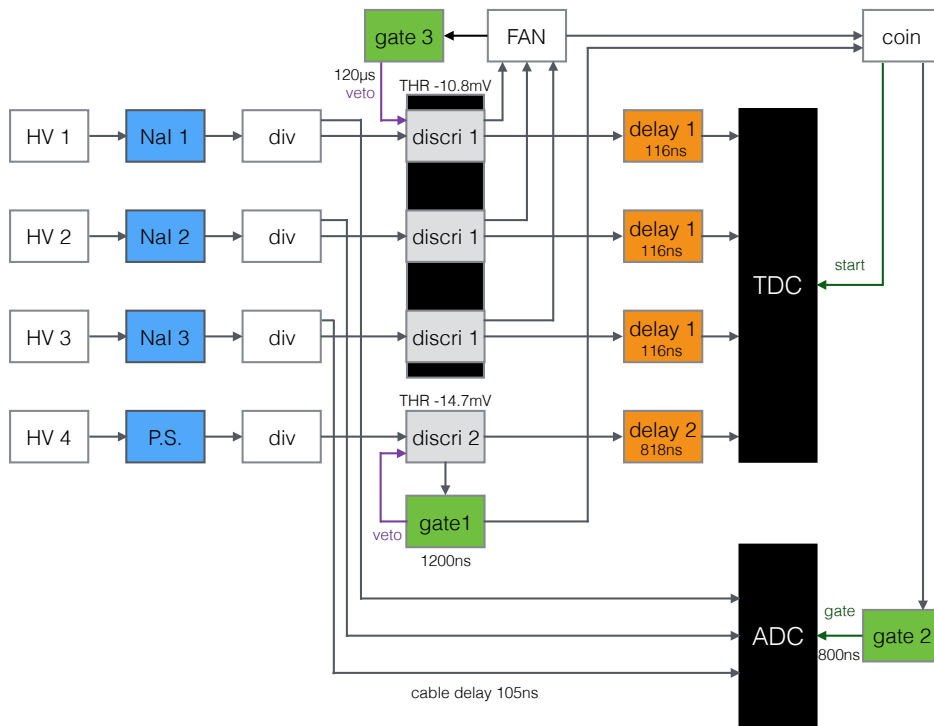 gate 3
FAN
coin
120μs
veto
THR -10.8mV
HV 1
NaI 1
div
discri 1
delay 1
116ns
HV 2
NaI 2
div
discri 1
delay 1
116ns
start
TDC
HV 3
NaI 3
div
discri 1
delay 1
116ns
THR -14.7mV
HV 4
P.S.
div
discri 2
delay 2
818ns
veto
gate1
1200ns
gate
ADC
gate 2
800ns
cable delay 105ns